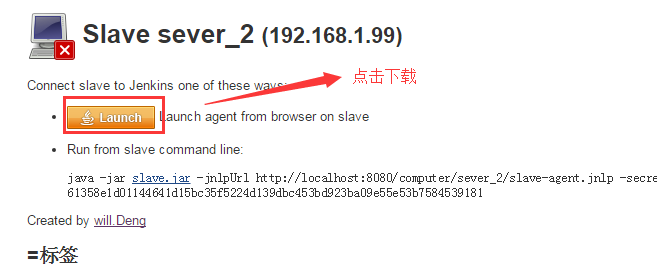 Slave sever_2 (192.168.1.99)
Connect slave to Jenkins one of these ways:
点击下载
Launch Launch agent from browser on slave
Run from slave command line:
java -jar slave.jar -jnlpUrl http://localhost:8080/computer/sever_2/slave-agent.jnlp -secre
61358e1d01144641d15bc35f5224d139dbc453bd923ba09e55e53b7584539181
Created by will.Deng
=标签